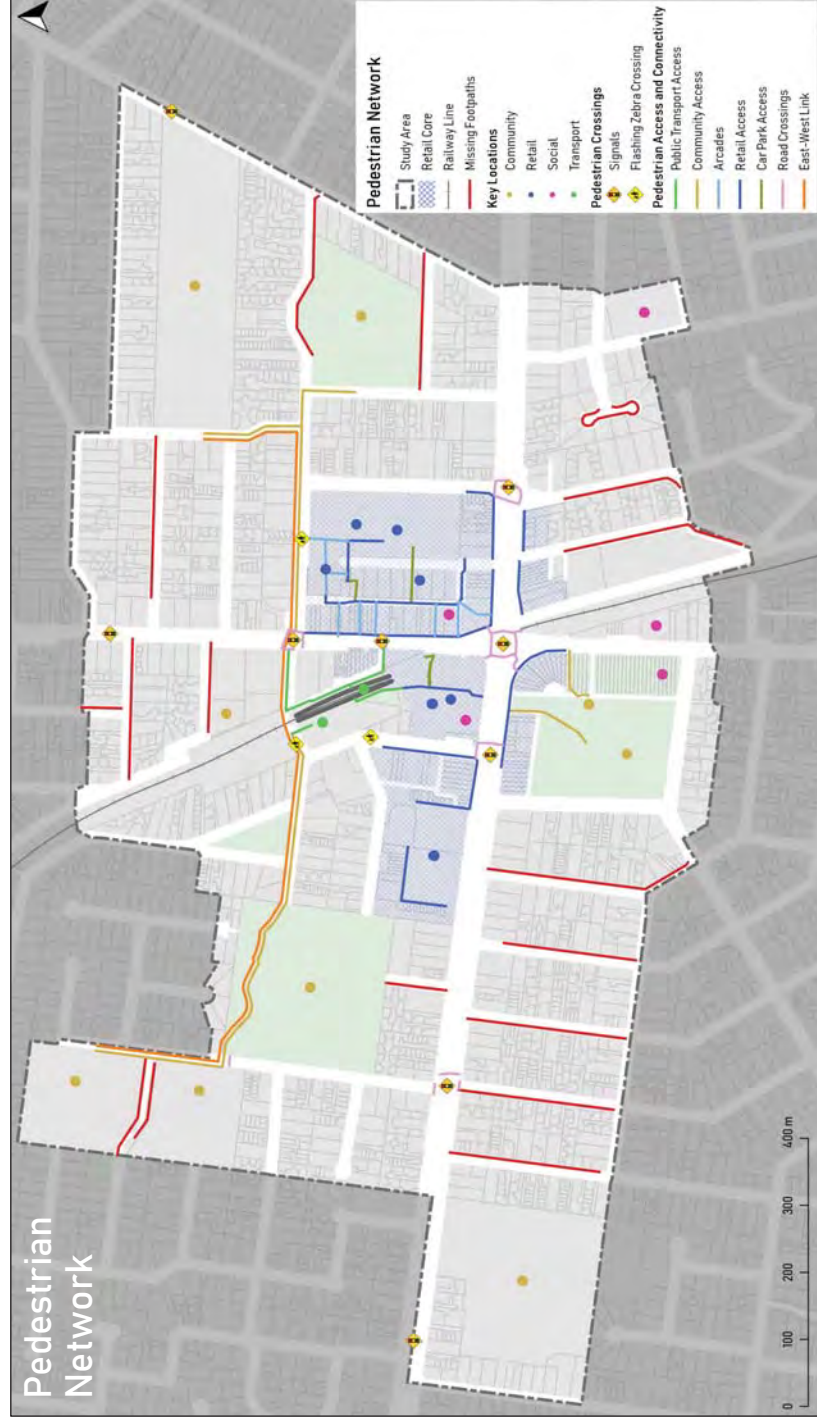 Pedestrian
Network
Pedestrian Network
Study Area
Retail Core
Railway Line
Missing Footpaths
Key Locations
Community
Retail
Social
Transport
Pedestrian Crossings
Signals
Flashing Zebra Crossing
Pedestrian Access and Connectivity
Public Transport Access
Community Access
Arcades
Retail Access
Car Park Access
Road Crossings
East-West Link
0 100 200 300 400 m